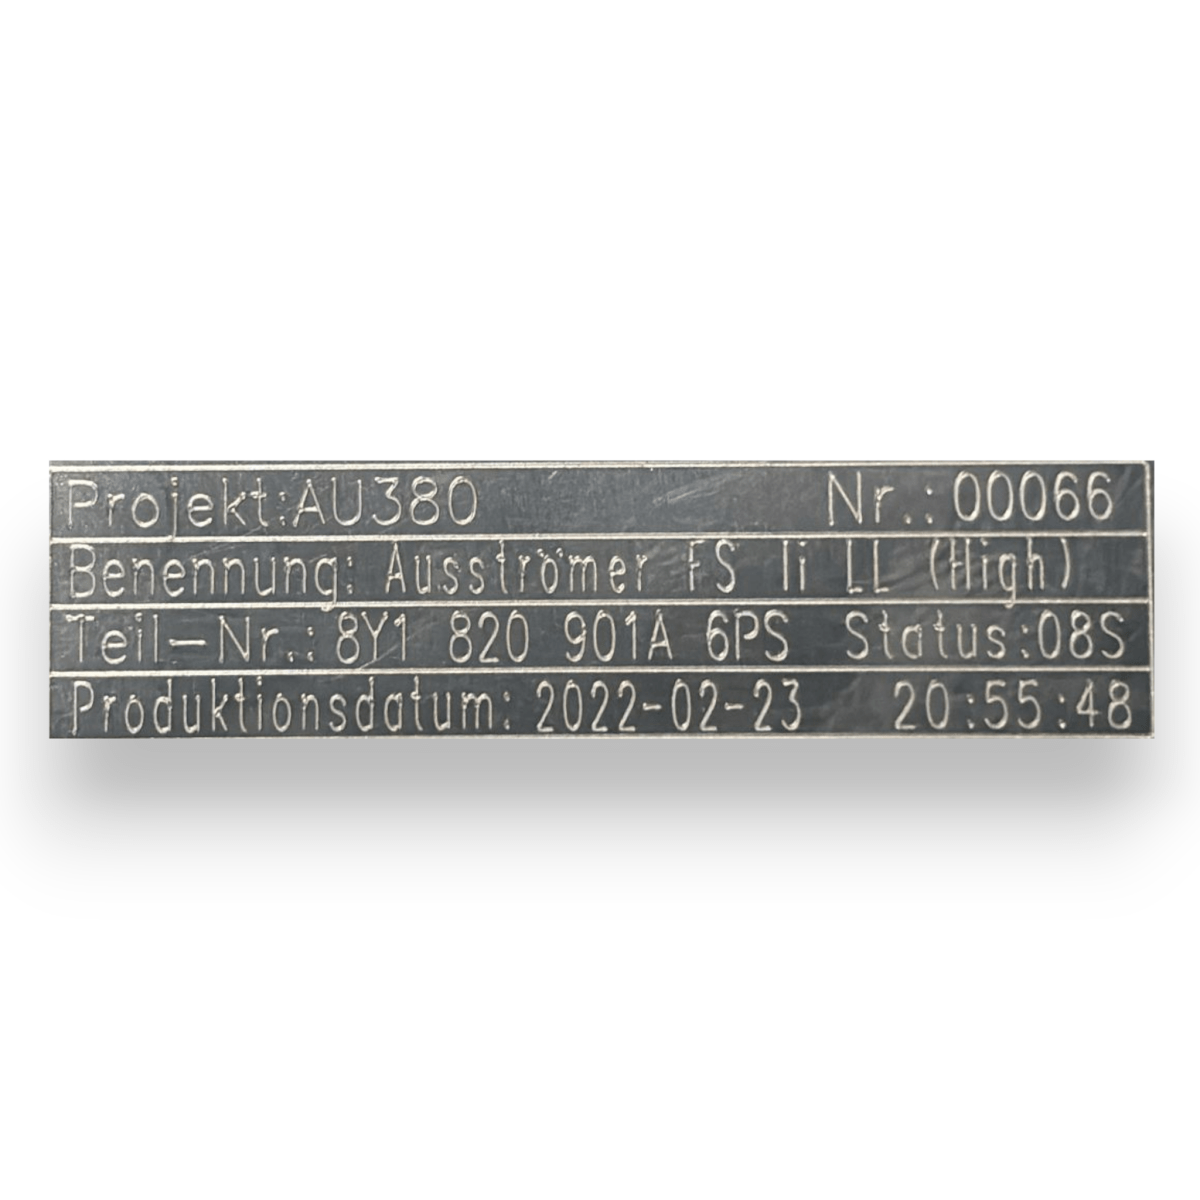 Projekt:AU380 Nr.:00066
Benennung: Ausströmer FS li LL (High)
Teil-Nr.: 8Y1 820 901A 6PS Status:08S
Produktionsdatum: 2022-02-23 20:55:48